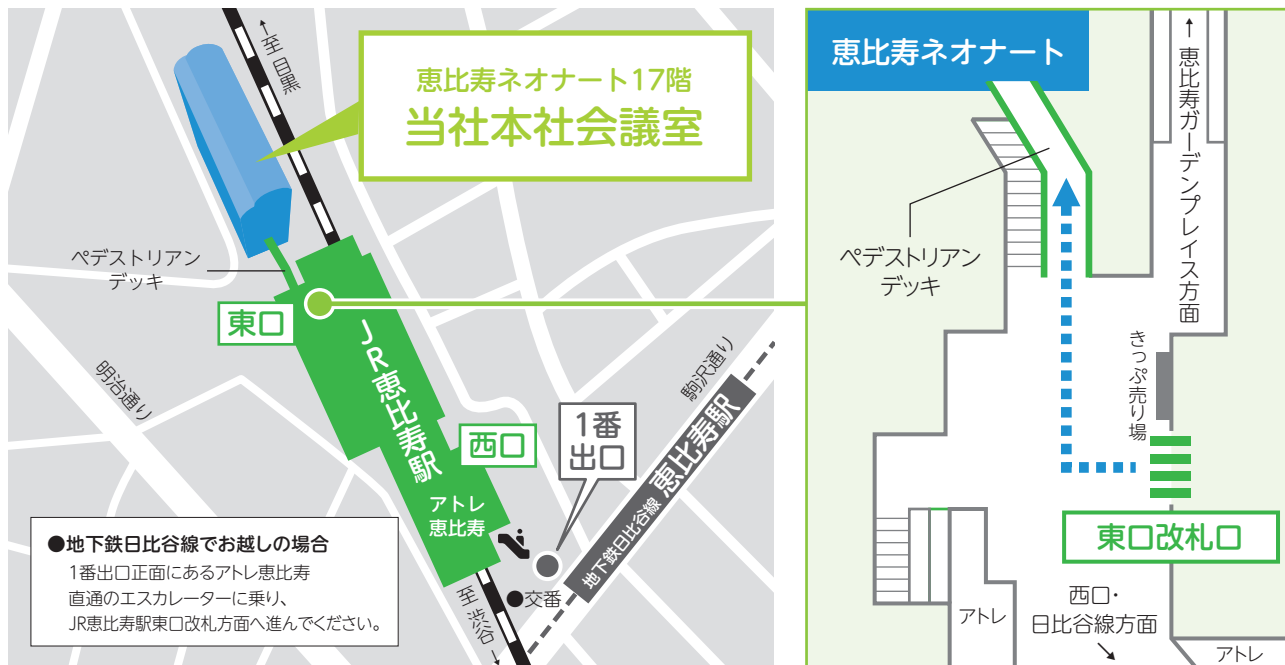 ←至 目黒
恵比寿ネオナート17階
当社本社会議室
ペデストリアン
デッキ
東口
JR恵比寿駅
明治通り
駒沢通り
1番
出口
西口
アトレ
恵比寿
地下鉄日比谷線 恵比寿駅
●交番
至 渋谷→
●地下鉄日比谷線でお越しの場合
1番出口正面にあるアトレ恵比寿
直通のエスカレーターに乗り、
JR恵比寿駅東口改札方面へ進んでください。
恵比寿ネオナート
←恵比寿ガーデンプレイス方面
ペデストリアン
デッキ
きっぷ売り場
東口改札口
アトレ
西口・
日比谷線方面
↘
アトレ